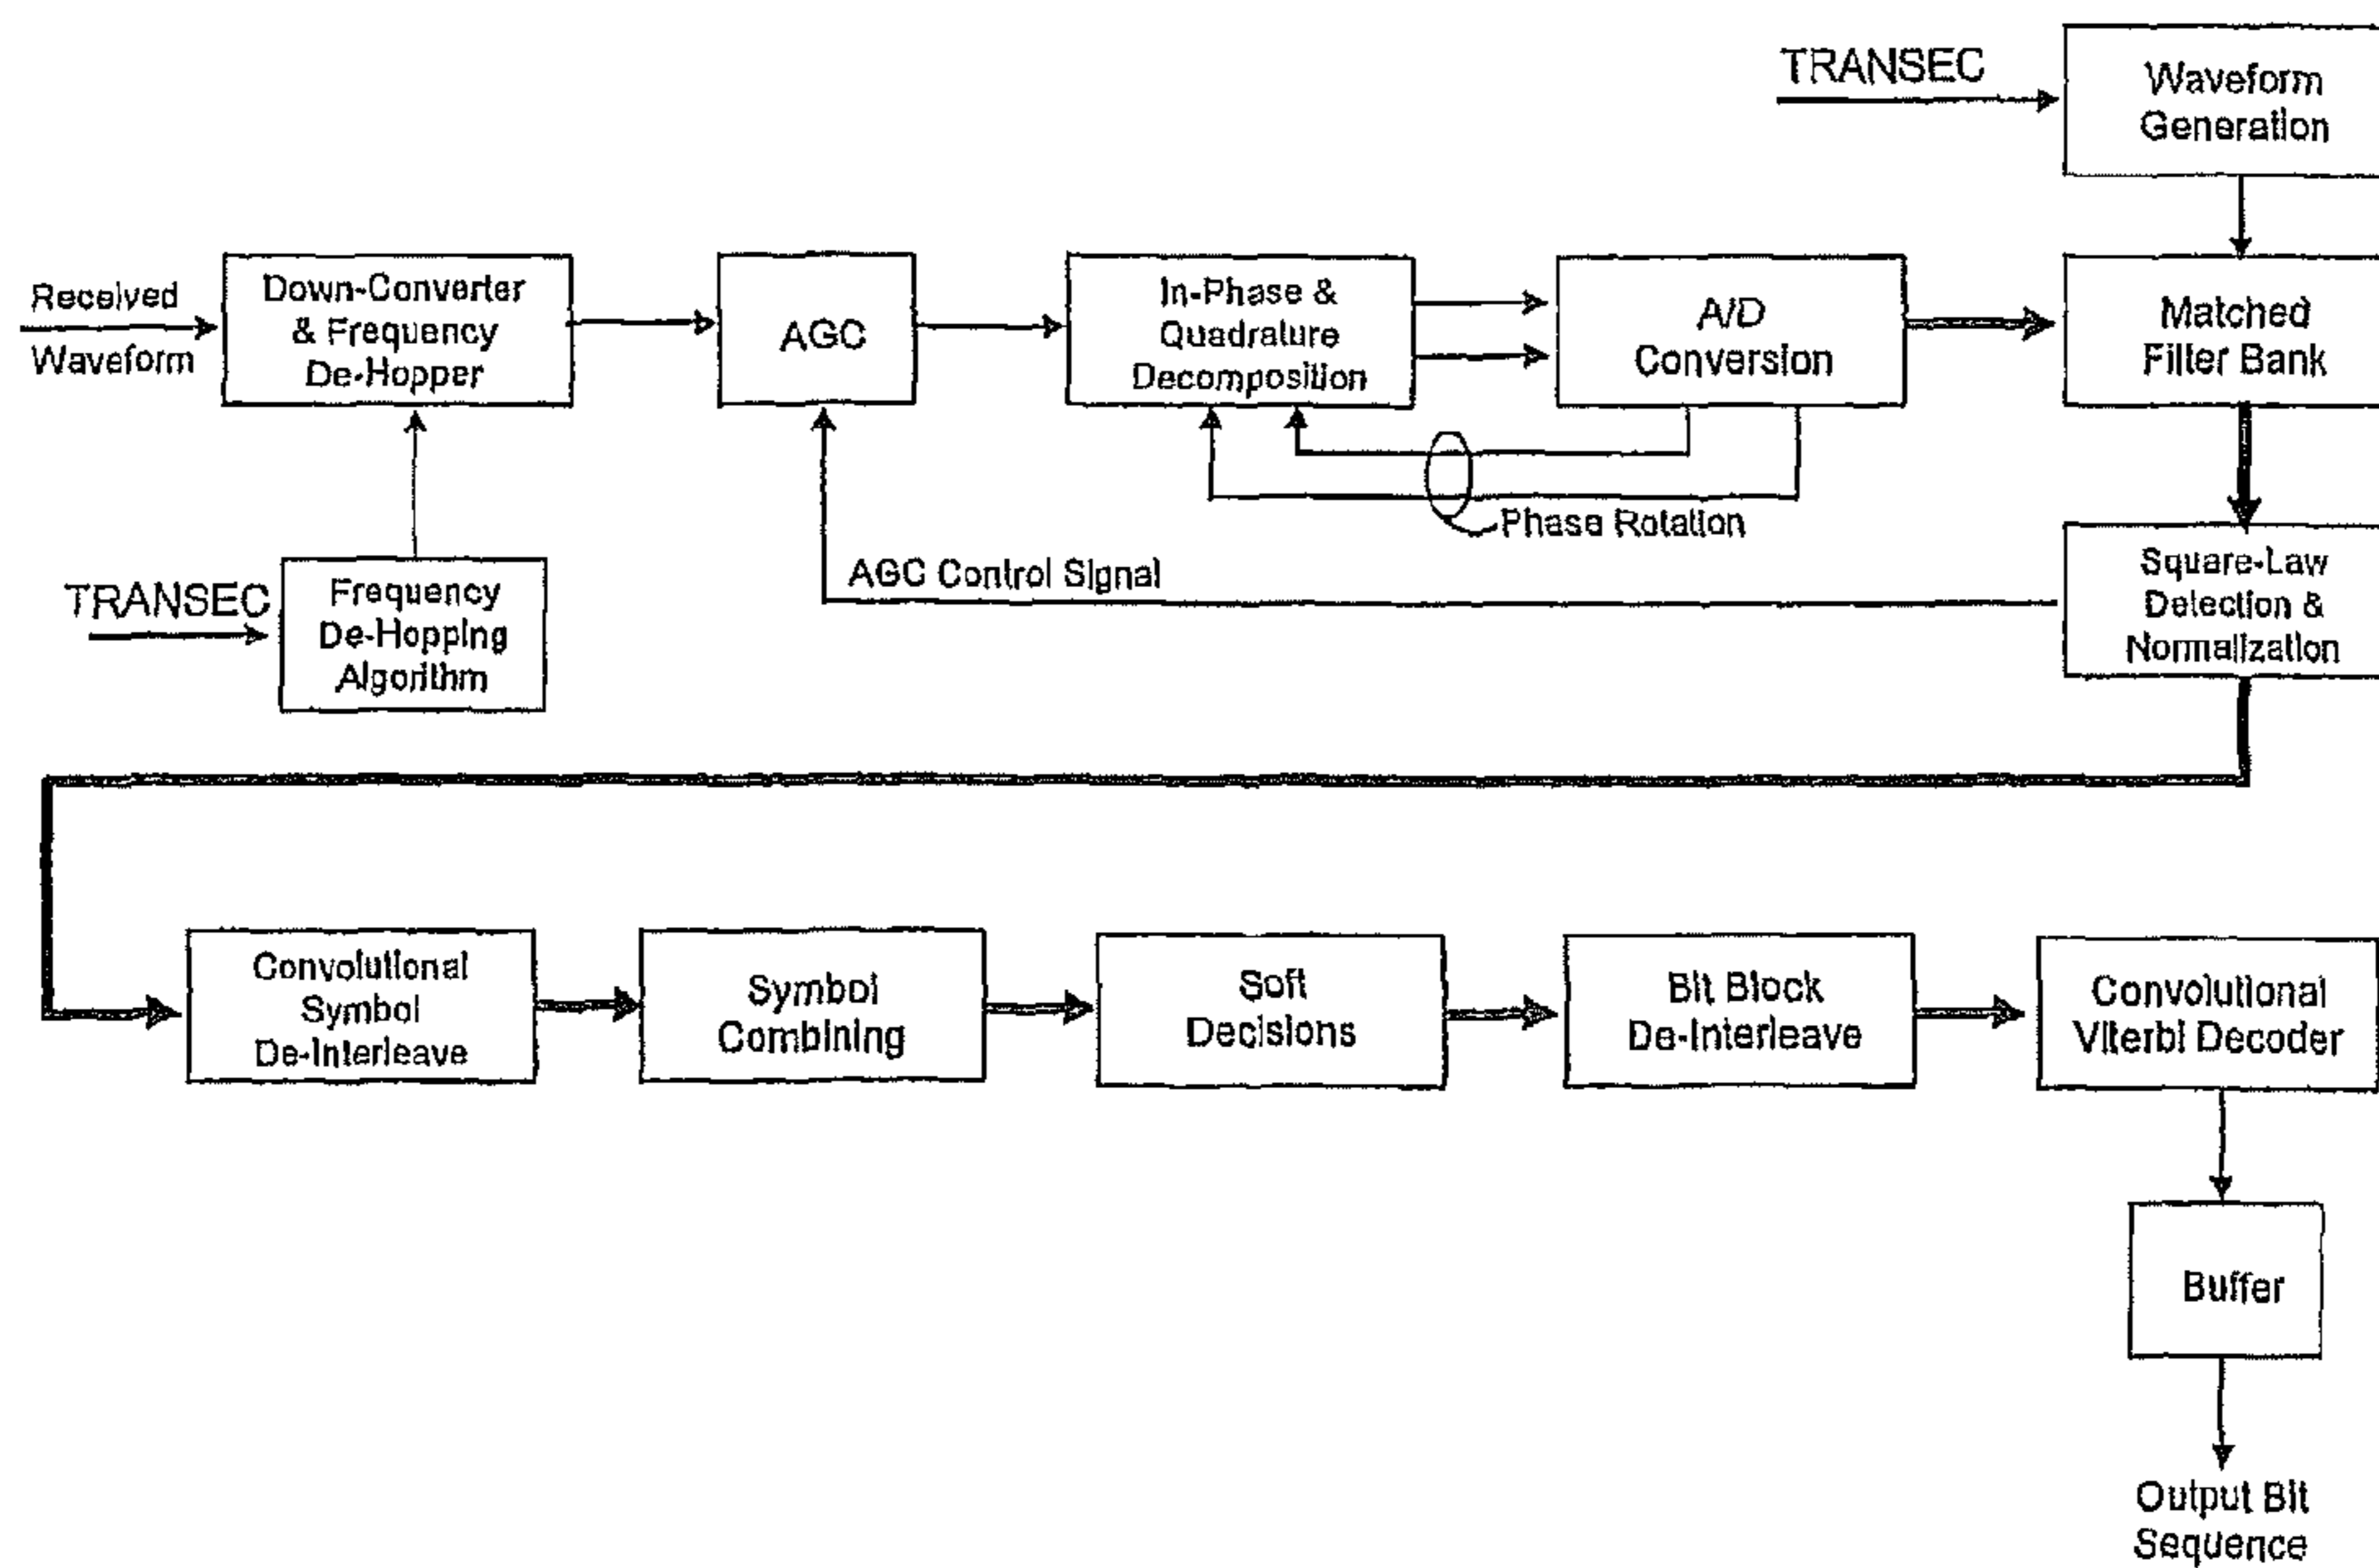 TRANSEC
Waveform
Generation
Received
Waveform
Down-Converter
& Frequency
De-Hopper
AGC
In-Phase &
Quadrature
Decomposition
A/D
Conversion
Matched
Filter Bank
Phase Rotation
AGC Control Signal
TRANSEC
Frequency
De-Hopping
Algorithm
Square-Law
Detection &
Normalization
Convolutional
Symbol
De-Interleave
Symbol
Combining
Soft
Decisions
Bit Block
De-Interleave
Convolutional
Viterbi Decoder
Buffer
Output Bit
Sequence